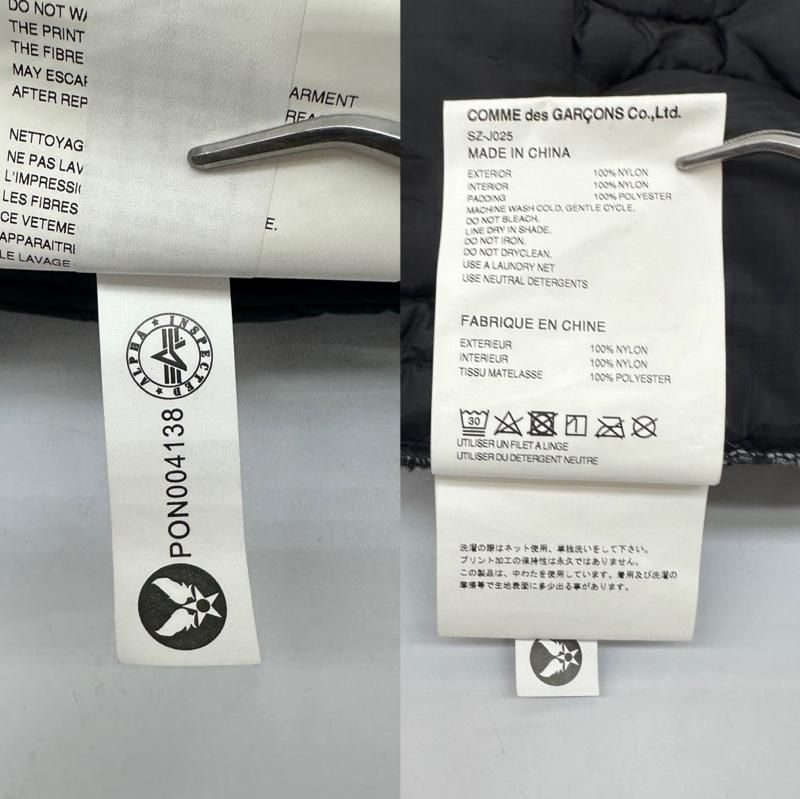 DO NOT WA
THE PRINT
THE FIBRE
MAY ESCAP
AFTER REP
ARMENT
REA
NETTOYAG
NE PAS LAV
L'IMPRESSI
LES FIBRES
CE VETEME
APPARAITRE
LE LAVAGE
E.
ALPHA ★ INSPECTED ★
PON004138
COMME des GARÇONS Co.,Ltd.
SZ-J025
MADE IN CHINA
EXTERIOR 100% NYLON
INTERIOR 100% NYLON
PADDING 100% POLYESTER
MACHINE WASH COLD, GENTLE CYCLE.
DO NOT BLEACH.
LINE DRY IN SHADE.
DO NOT IRON.
DO NOT DRYCLEAN.
USE A LAUNDRY NET
USE NEUTRAL DETERGENTS
FABRIQUE EN CHINE
EXTERIEUR 100% NYLON
INTERIEUR 100% NYLON
TISSU MATELASSE 100% POLYESTER
30
UTILISER UN FILET A LINGE
UTILISER DU DETERGENT NEUTRE
洗濯の際はネット使用、単独洗いをして下さい。
プリント加工の保持性は永久ではありません。
この製品は、中わたを使用しています。着用及び洗濯の
摩擦等で生地表面に多少出る事があります。